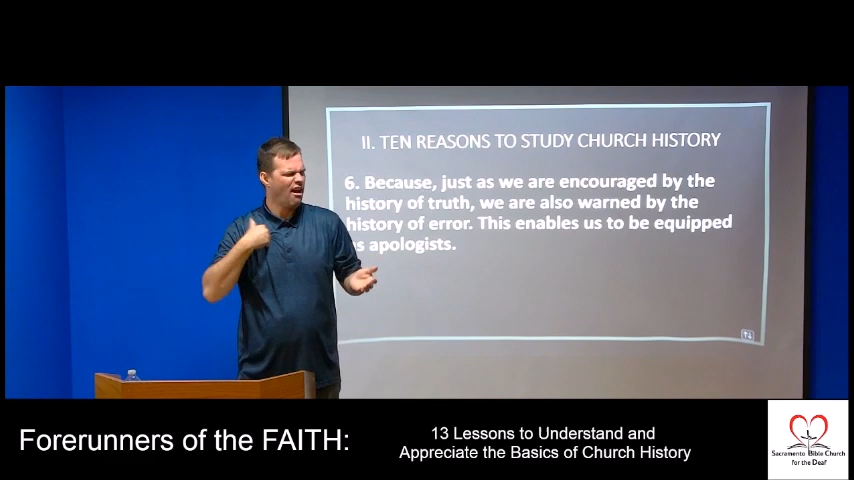 II. TEN REASONS TO STUDY CHURCH HISTORY
6. Because, just as we are encouraged by the
history of truth, we are also warned by the
history of error. This enables us to be equipped
as apologists.
Forerunners of the FAITH:
13 Lessons to Understand and
Appreciate the Basics of Church History
Sacramento Bible Church
for the Deaf